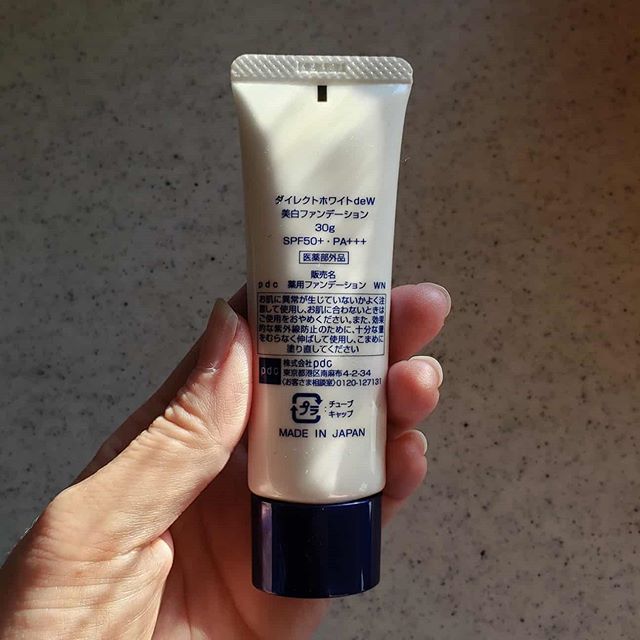 ダイレクトホワイトdeW
美白ファンデーション
30g
SPF50+・PA+++
医薬部外品
販売名
pdc 薬用ファンデーション WN
お肌に異常が生じていないかよく注
意して使用し、お肌に合わないときは
ご使用をおやめください。また、効果
的な紫外線防止のために、十分な量
をむらなく伸ばして使用し、こまめに
塗り直してください
pdc
株式会社pdc
東京都港区南麻布4-2-34
〈お客さま相談室〉0120-127131
プラ
チューブ
キャップ
MADE IN JAPAN